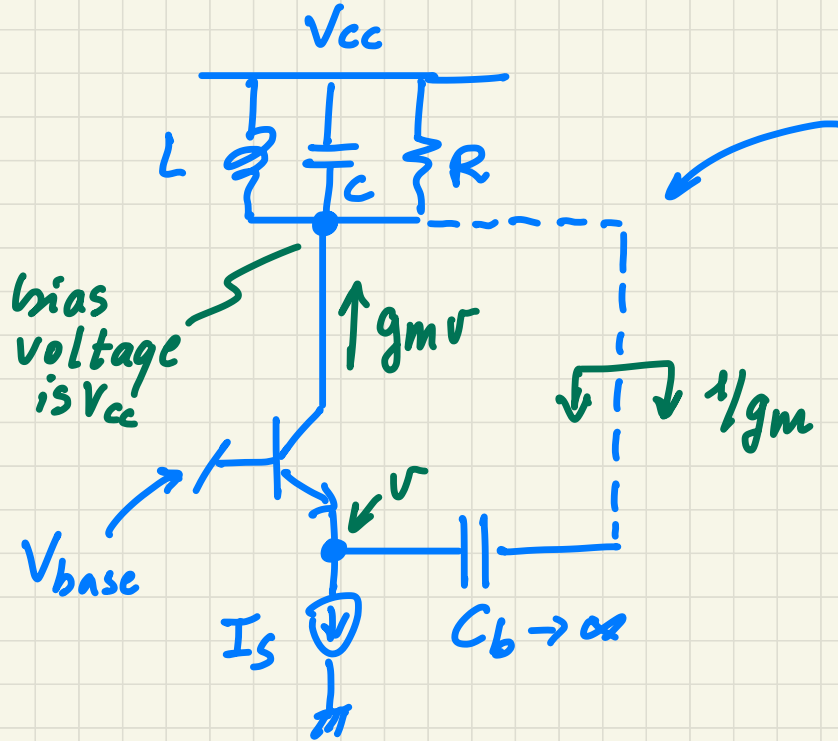 Vcc
L
C
R
bias
voltage
is Vcc
gmv
1/gm
v
Vbase
Is
Cb → ∞